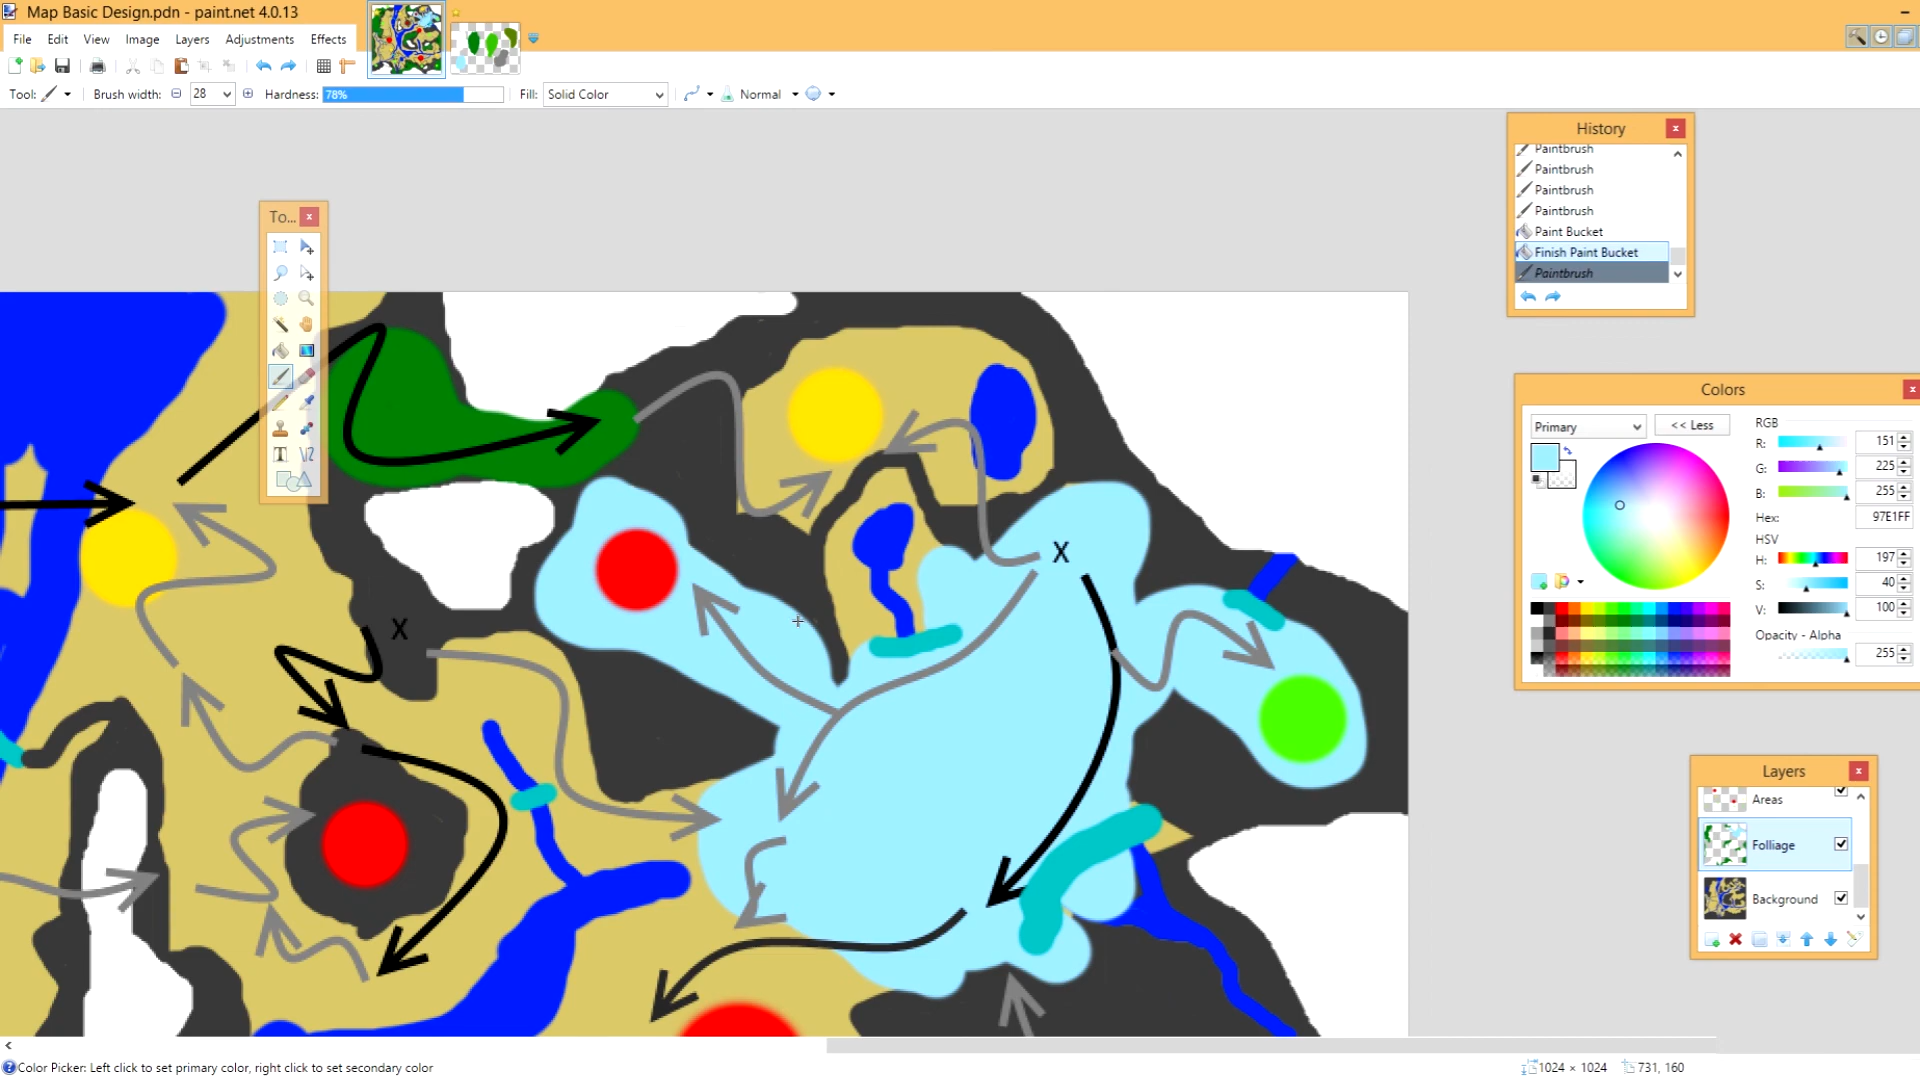 Map Basic Design.pdn - paint.net 4.0.13
File Edit View Image Layers Adjustments Effects
Tool: Brush width: 28 Hardness: 78% Fill: Solid Color Normal
To...
History
Paintbrush
Paintbrush
Paintbrush
Paintbrush
Paint Bucket
Finish Paint Bucket
Paintbrush
Colors
Primary << Less RGB
R: 151
G: 225
B: 255
Hex: 97E1FF
HSV
H: 197
S: 40
V: 100
Opacity - Alpha
255
X
X
Layers
Areas
Folliage
Background
Color Picker: Left click to set primary color, right click to set secondary color
1024 × 1024 731, 160